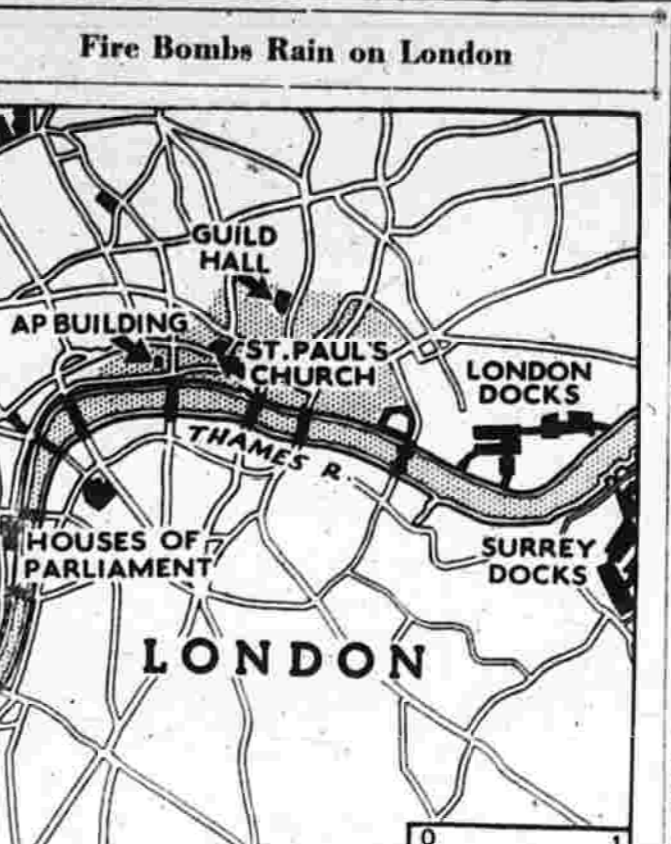 Fire Bombs Rain on London
GUILD
HALL
AP BUILDING
ST. PAUL'S
CHURCH
LONDON
DOCKS
THAMES R.
HOUSES OF
PARLIAMENT
SURREY
DOCKS
LONDON
0 1